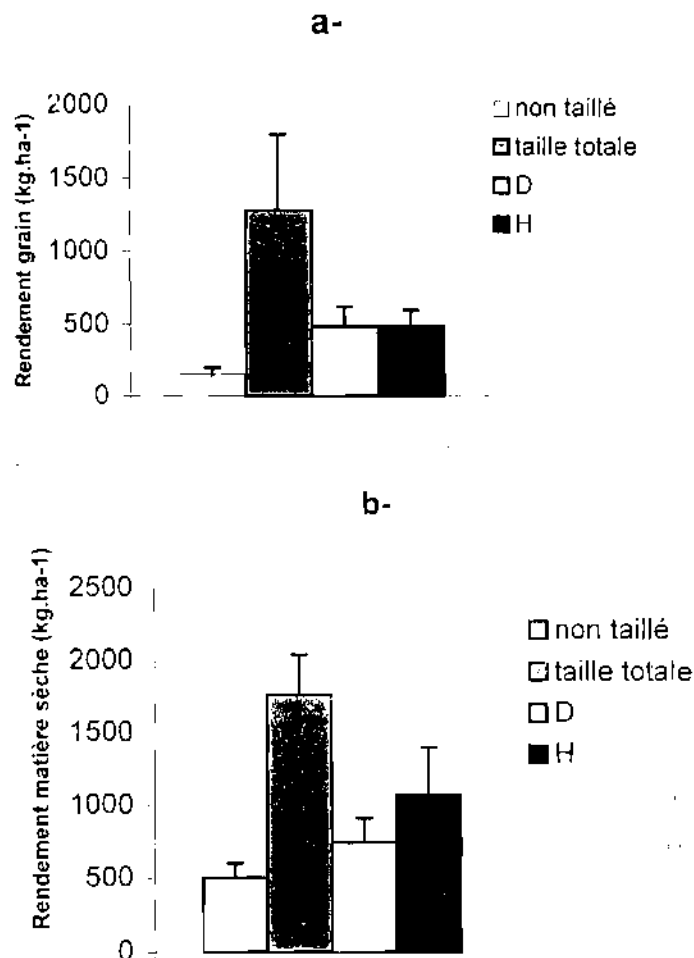 a-
Rendement grain (kg.ha-1)
2000
1500
1000
500
0
non taillé
taille totale
D
H
b-
Rendement matière sèche (kg.ha-1)
2500
2000
1500
1000
500
0
non taillé
taille totale
D
H